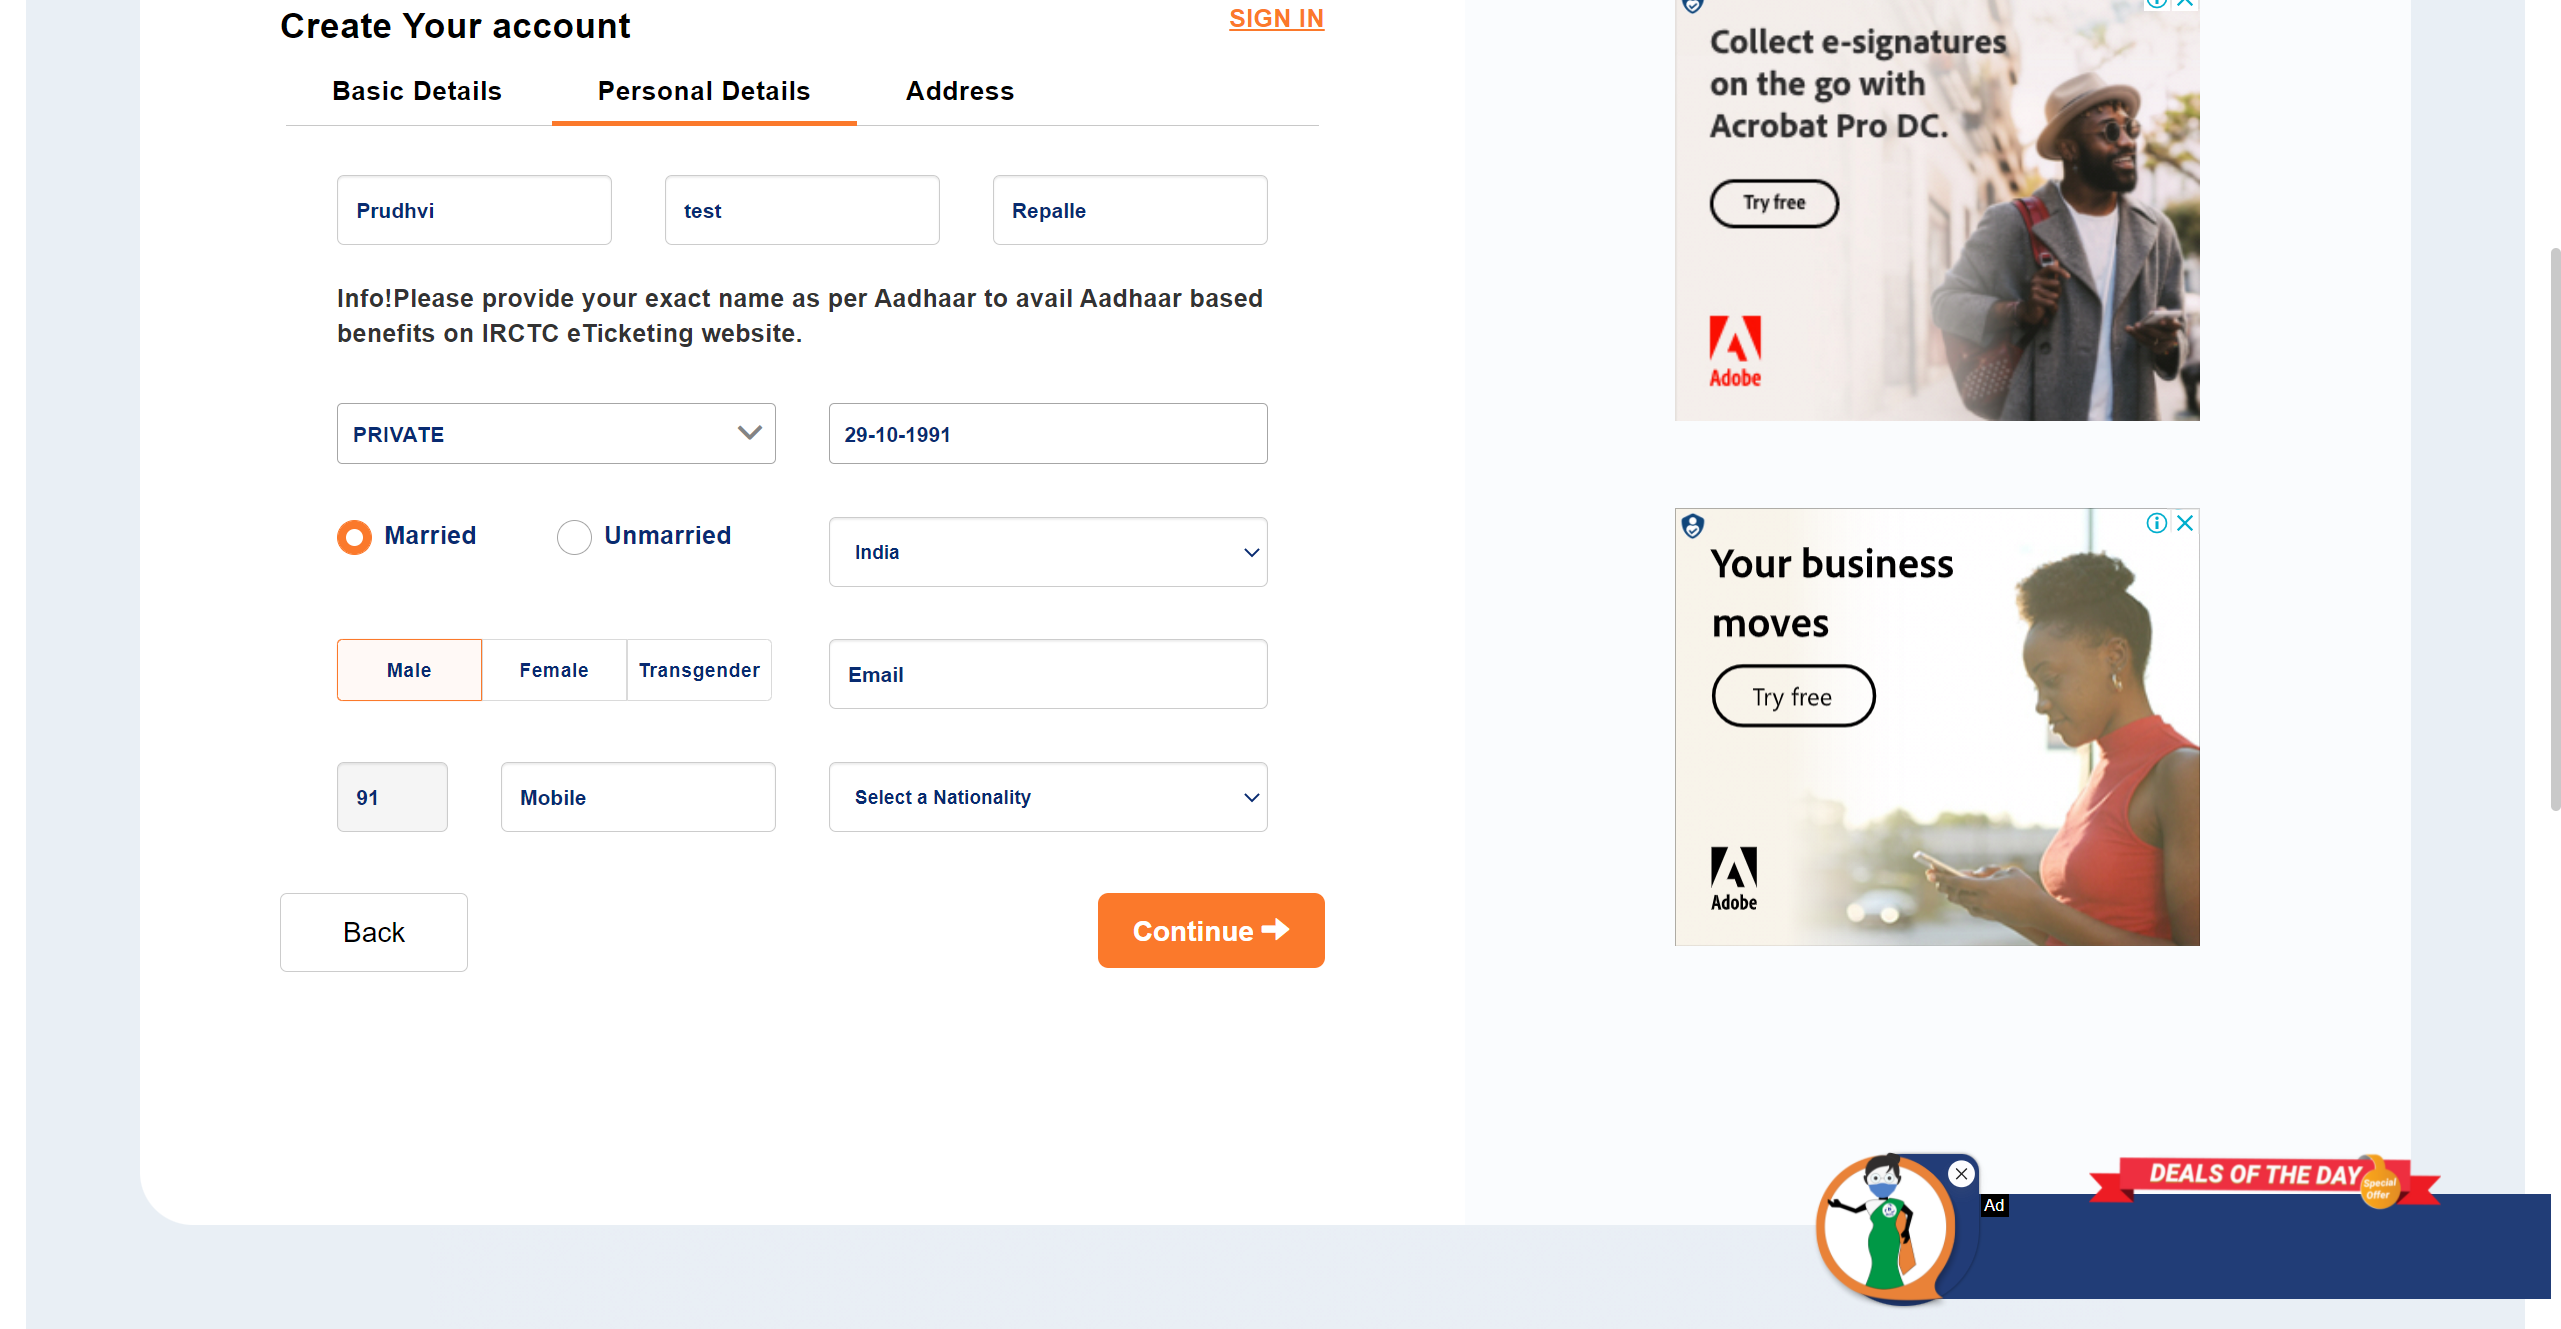 Create Your account
SIGN IN
Basic Details
Personal Details
Address
Prudhvi
test
Repalle
Info!Please provide your exact name as per Aadhaar to avail Aadhaar based
benefits on IRCTC eTicketing website.
PRIVATE
29-10-1991
Married
Unmarried
India
Male
Female
Transgender
Email
91
Mobile
Select a Nationality
Back
Continue
Collect e-signatures
on the go with
Acrobat Pro DC.
Try free
Adobe
Your business
moves
Try free
Adobe
DEALS OF THE DAY
Special
Offer
Ad